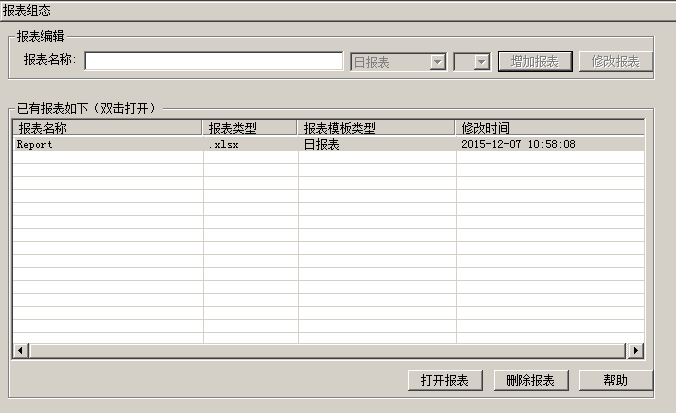 报表组态
报表编辑
报表名称: 日报表 增加报表 修改报表
已有报表如下（双击打开）
报表名称 报表类型 报表模板类型 修改时间
Report .xlsx 日报表 2015-12-07 10:58:08
打开报表 删除报表 帮助